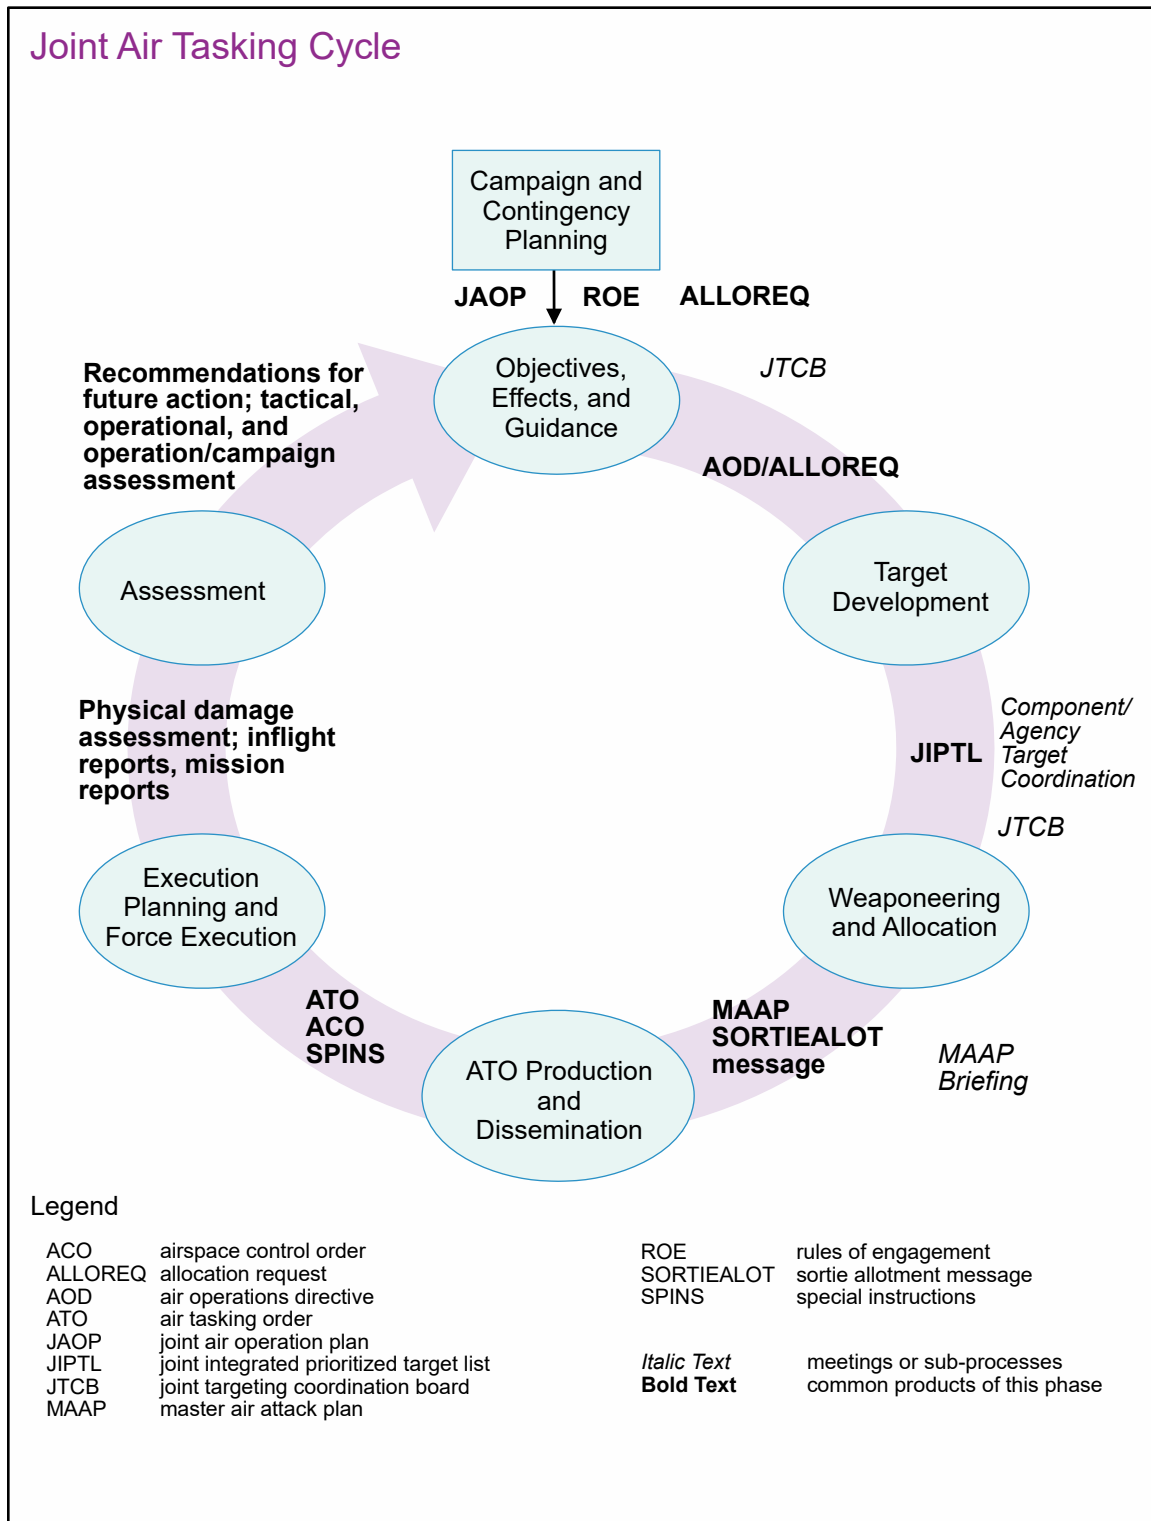 Joint Air Tasking Cycle
Campaign and
Contingency
Planning
JAOP
ROE
ALLOREQ
Objectives,
Effects, and
Guidance
JTCB
AOD/ALLOREQ
Target
Development
Component/
Agency
Target
Coordination
JIPTL
JTCB
Weaponeering
and Allocation
MAAP
SORTIEALOT
message
MAAP
Briefing
ATO Production
and
Dissemination
ATO
ACO
SPINS
Execution
Planning and
Force Execution
Physical damage
assessment; inflight
reports, mission
reports
Assessment
Recommendations for
future action; tactical,
operational, and
operation/campaign
assessment
Legend
ACO airspace control order
ALLOREQ allocation request
AOD air operations directive
ATO air tasking order
JAOP joint air operation plan
JIPTL joint integrated prioritized target list
JTCB joint targeting coordination board
MAAP master air attack plan
ROE rules of engagement
SORTIEALOT sortie allotment message
SPINS special instructions
Italic Text meetings or sub-processes
Bold Text common products of this phase